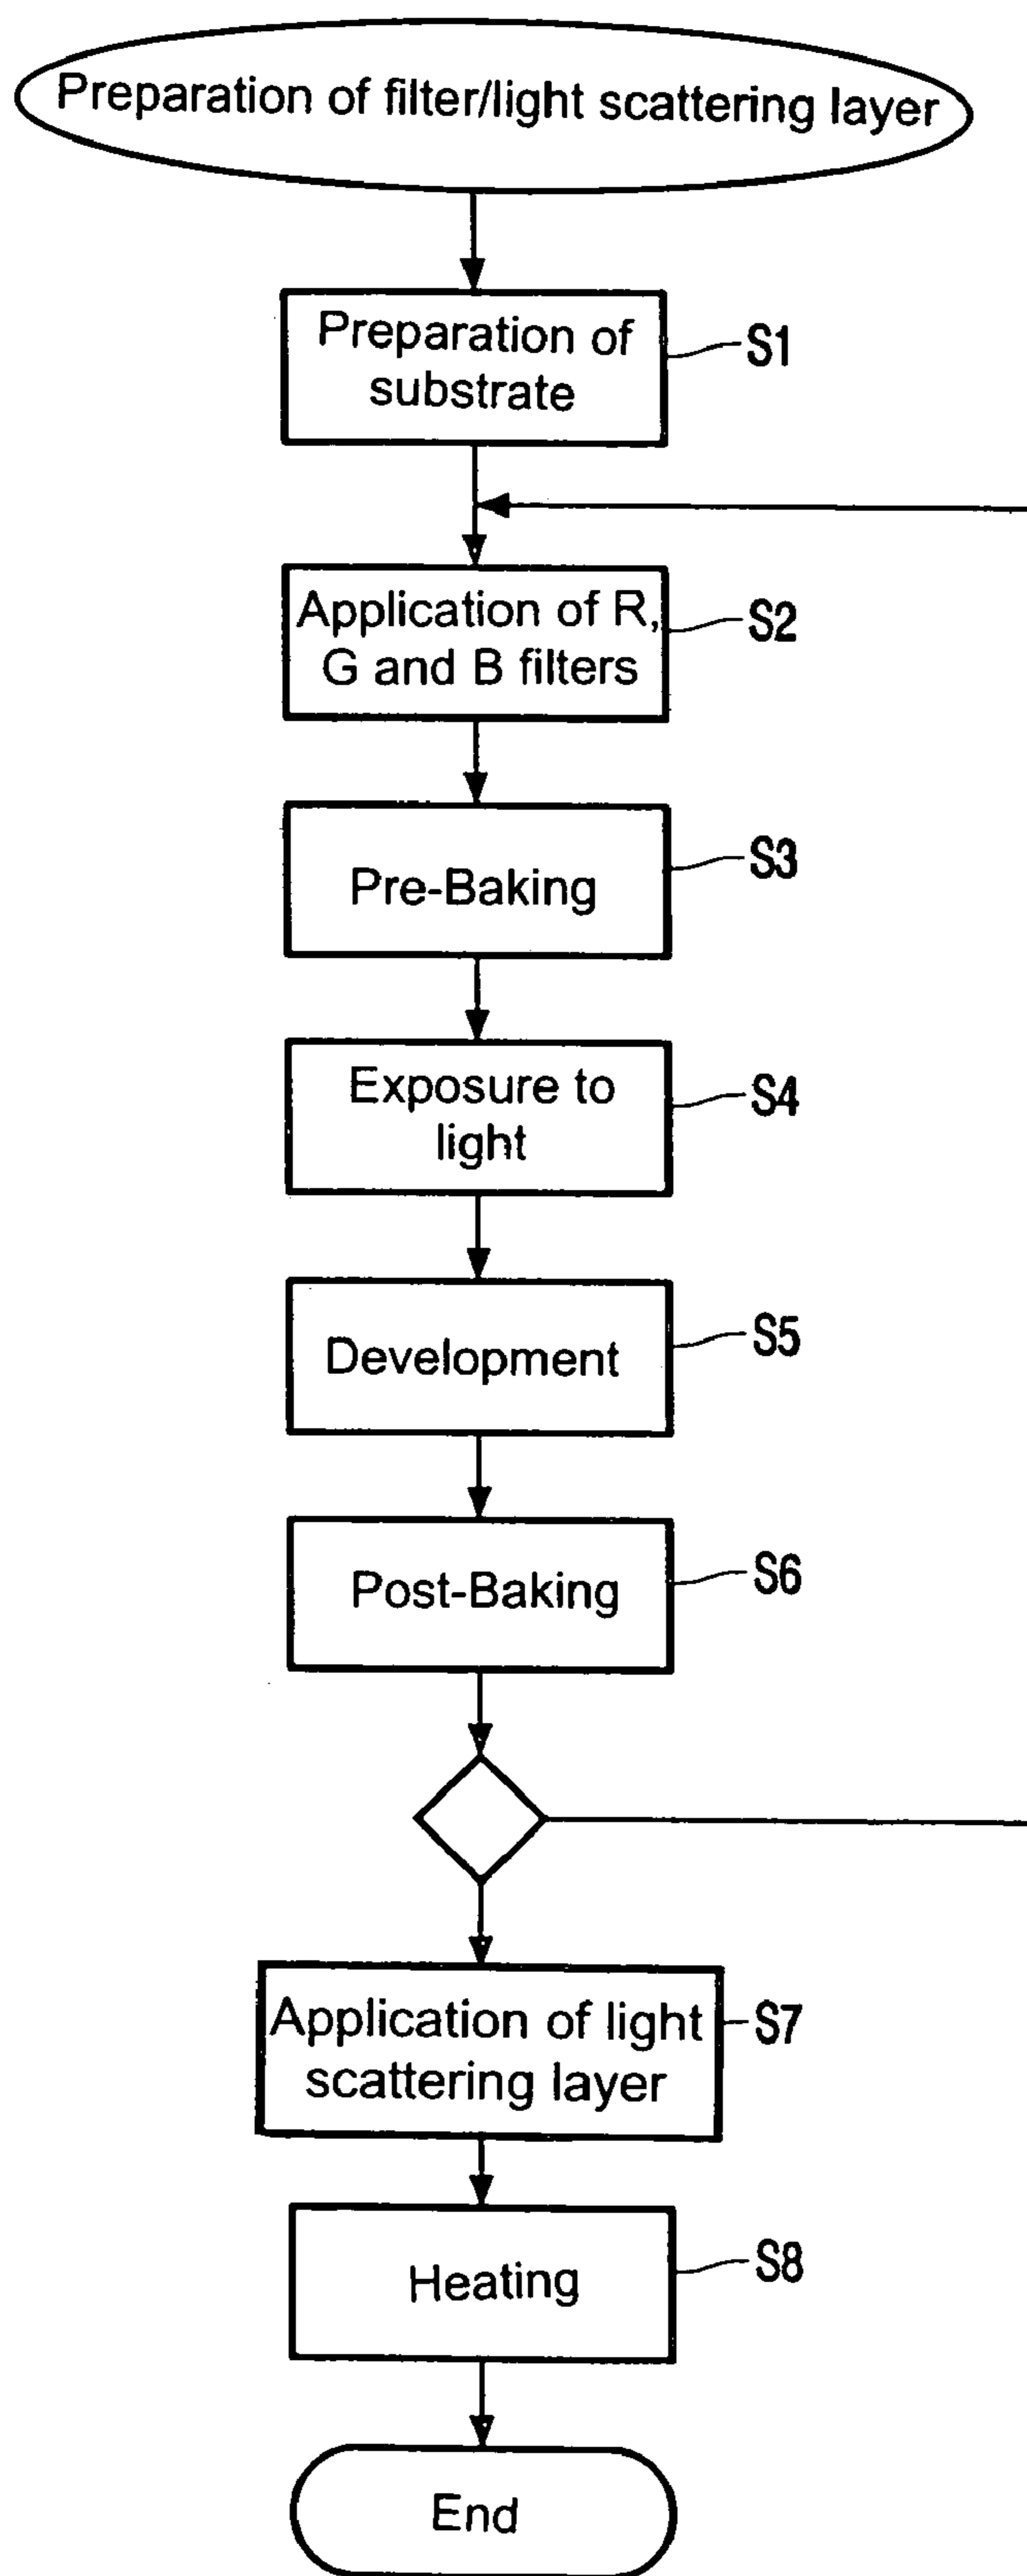 Preparation of filter/light scattering layer
Preparation of
substrate
S1
Application of R,
G and B filters
S2
Pre-Baking
S3
Exposure to
light
S4
Development
S5
Post-Baking
S6
Application of light
scattering layer
S7
Heating
S8
End